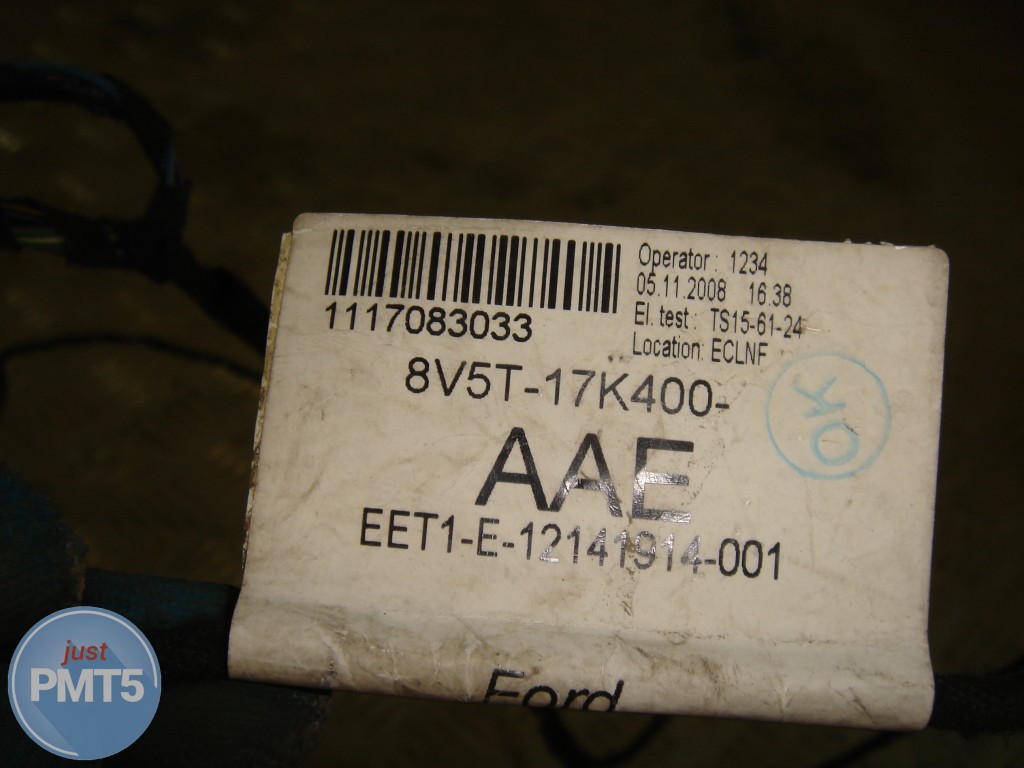 Operator: 1234
05.11.2008 16:38
El. test: TS15-61-24
Location: ECLNF
1117083033
8V5T-17K400-
AAE
EET1-E-12141914-001
OK
Ford
just
PMT5